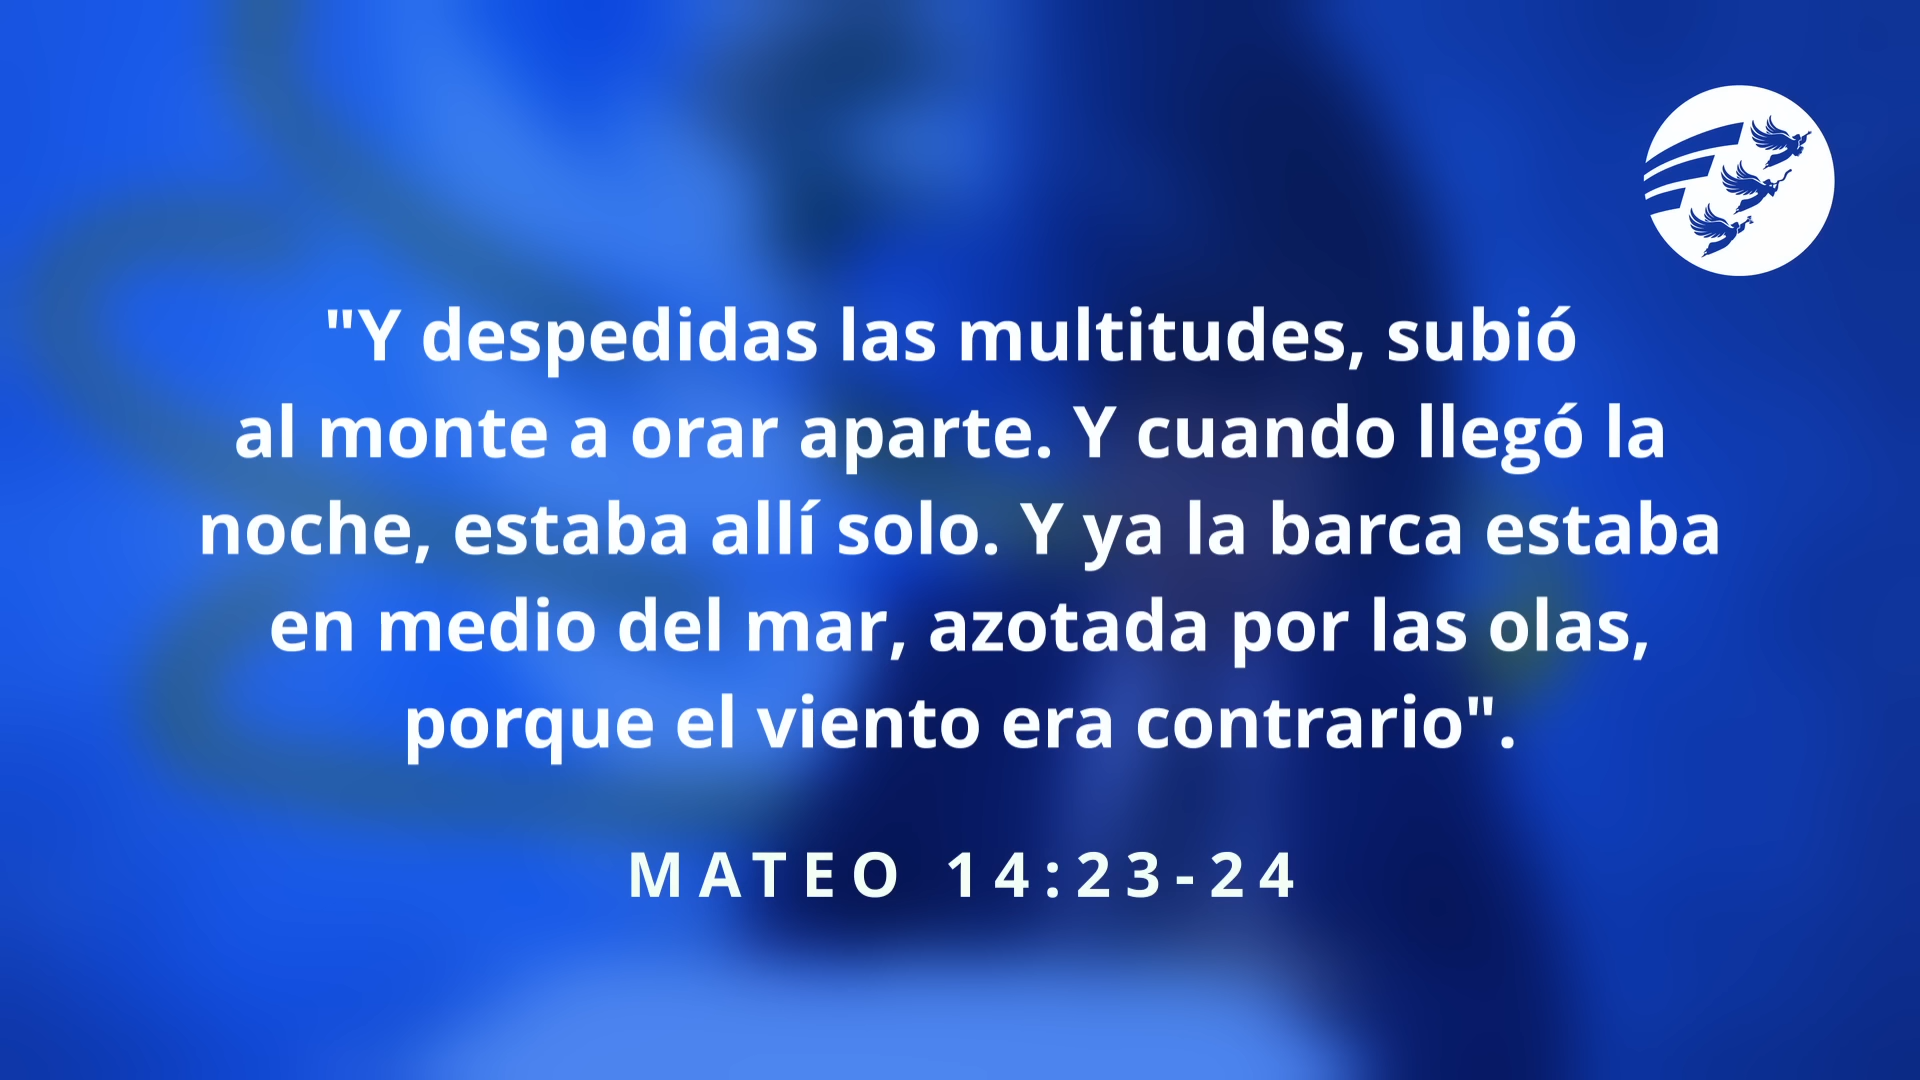 "Y despedidas las multitudes, subió
al monte a orar aparte. Y cuando llegó la
noche, estaba allí solo. Y ya la barca estaba
en medio del mar, azotada por las olas,
porque el viento era contrario".
MATEO 14:23-24